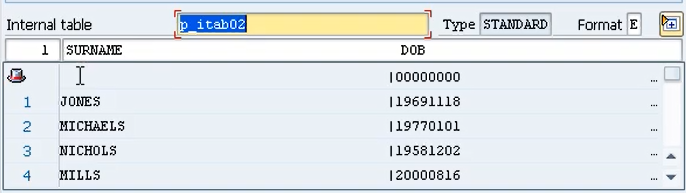 Internal table p_itab02 Type STANDARD Format E
1 SURNAME DOB
|00000000 ...
1 JONES |19691118 ...
2 MICHAELS |19770101 ...
3 NICHOLS |19581202 ...
4 MILLS |20000816 ...